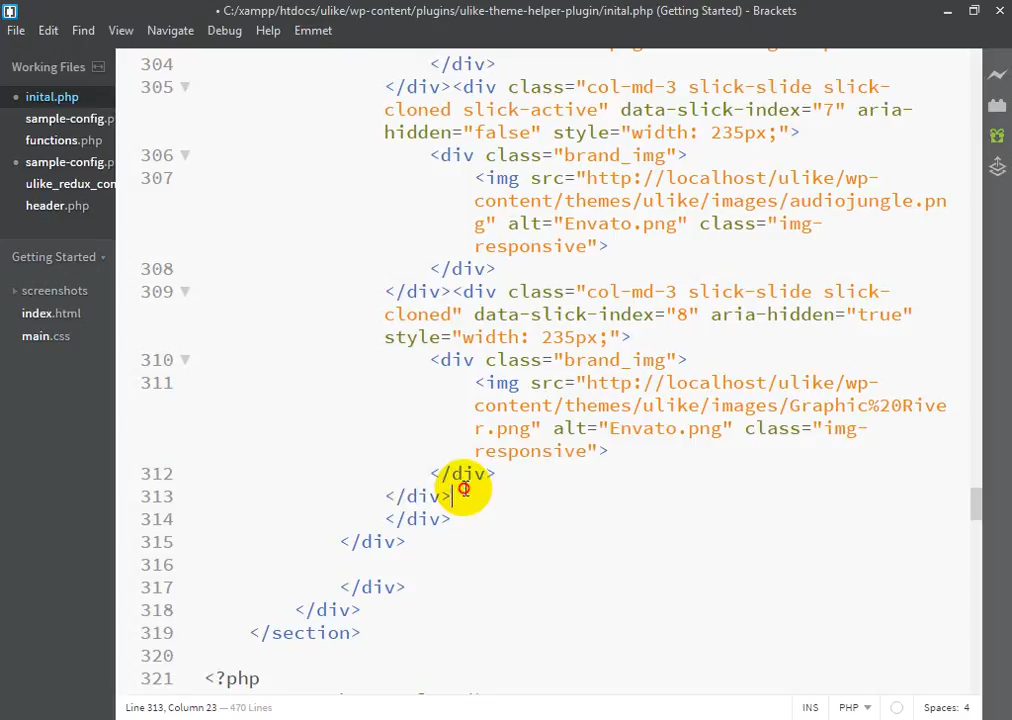 • C:/xampp/htdocs/ulike/wp-content/plugins/ulike-theme-helper-plugin/inital.php (Getting Started) - Brackets
File Edit Find View Navigate Debug Help Emmet
Working Files
inital.php
sample-config.p
functions.php
sample-config.p
ulike_redux_con
header.php
Getting Started
screenshots
index.html
main.css
304 </div>
305 </div><div class="col-md-3 slick-slide slick-
cloned slick-active" data-slick-index="7" aria-
hidden="false" style="width: 235px;">
306 <div class="brand_img">
307 <img src="http://localhost/ulike/wp-
content/themes/ulike/images/audiojungle.pn
g" alt="Envato.png" class="img-
responsive">
308 </div>
309 </div><div class="col-md-3 slick-slide slick-
cloned" data-slick-index="8" aria-hidden="true"
style="width: 235px;">
310 <div class="brand_img">
311 <img src="http://localhost/ulike/wp-
content/themes/ulike/images/Graphic%20Rive
r.png" alt="Envato.png" class="img-
responsive">
312 </div>
313 </div>
314 </div>
315 </div>
316
317 </div>
318 </div>
319 </section>
320
321 <?php
Line 313, Column 23 — 470 Lines
INS PHP Spaces: 4